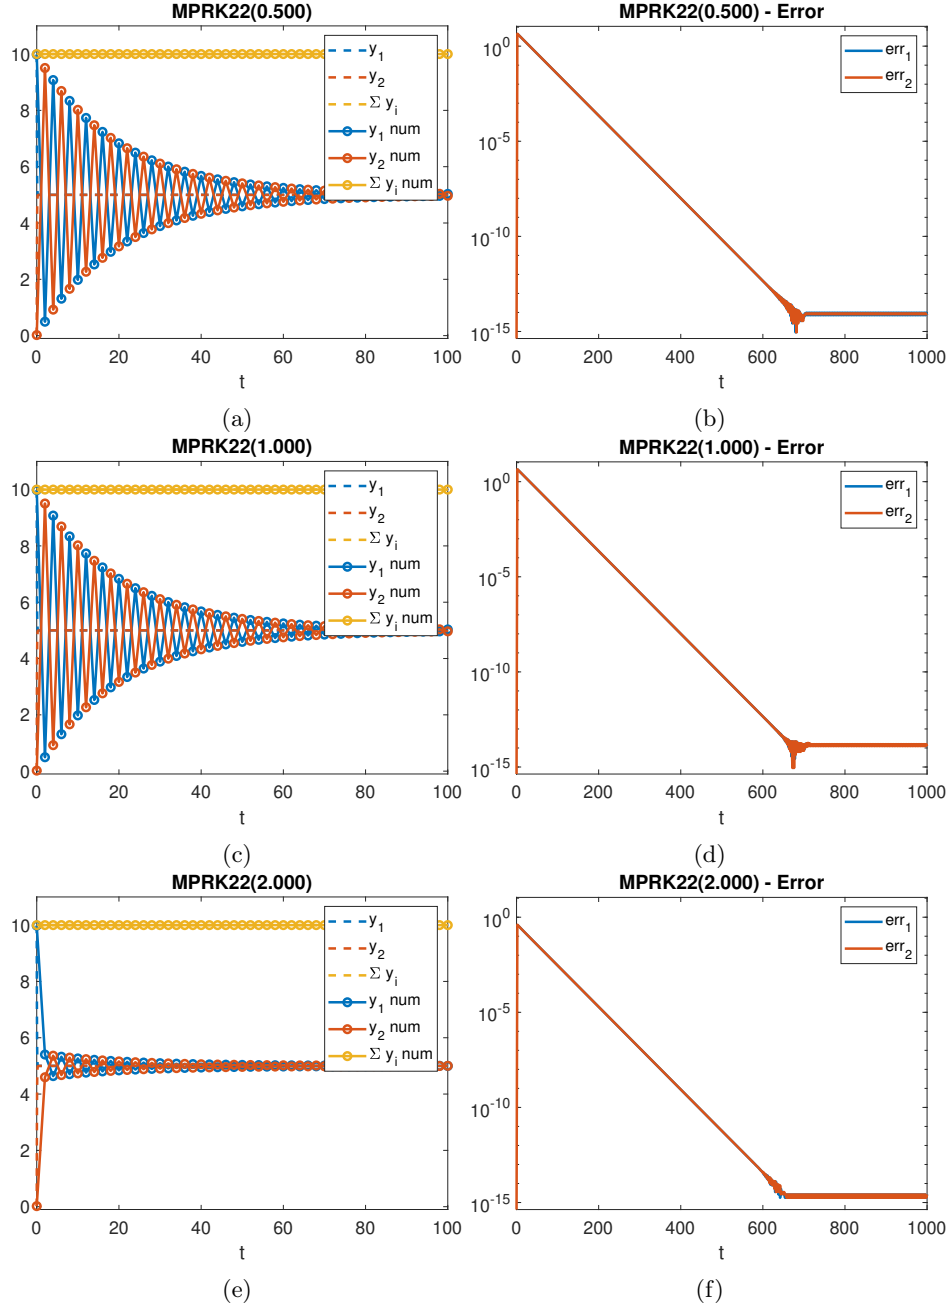 MPRK22(0.500)
10
8
6
4
2
0
y1
y2
Σ yi
y1 num
y2 num
Σ yi num
0 20 40 60 80 100
t
(a)
MPRK22(0.500) - Error
10^0
10^-5
10^-10
10^-15
err1
err2
0 200 400 600 800 1000
t
(b)
MPRK22(1.000)
10
8
6
4
2
0
y1
y2
Σ yi
y1 num
y2 num
Σ yi num
0 20 40 60 80 100
t
(c)
MPRK22(1.000) - Error
10^0
10^-5
10^-10
10^-15
err1
err2
0 200 400 600 800 1000
t
(d)
MPRK22(2.000)
10
8
6
4
2
0
y1
y2
Σ yi
y1 num
y2 num
Σ yi num
0 20 40 60 80 100
t
(e)
MPRK22(2.000) - Error
10^0
10^-5
10^-10
10^-15
err1
err2
0 200 400 600 800 1000
t
(f)